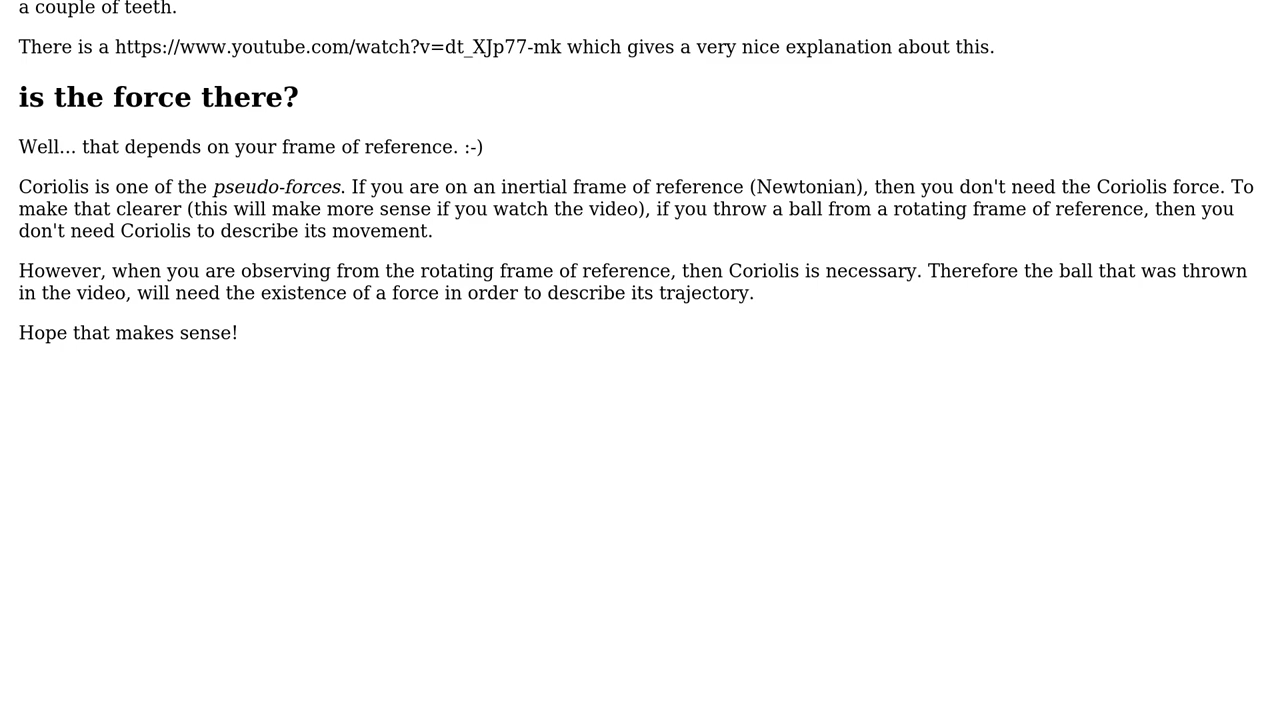 a couple of teeth.
There is a https://www.youtube.com/watch?v=dt_XJp77-mk which gives a very nice explanation about this.
is the force there?
Well... that depends on your frame of reference. :-)
Coriolis is one of the pseudo-forces. If you are on an inertial frame of reference (Newtonian), then you don't need the Coriolis force. To
make that clearer (this will make more sense if you watch the video), if you throw a ball from a rotating frame of reference, then you
don't need Coriolis to describe its movement.
However, when you are observing from the rotating frame of reference, then Coriolis is necessary. Therefore the ball that was thrown
in the video, will need the existence of a force in order to describe its trajectory.
Hope that makes sense!